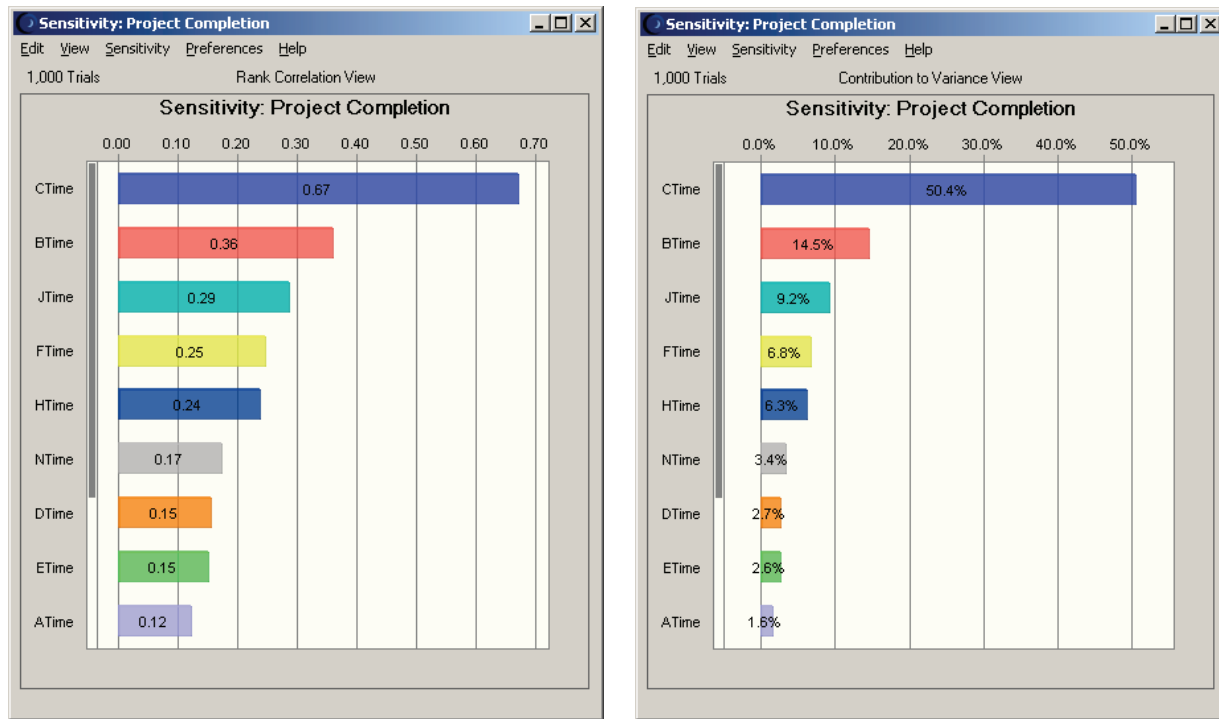 Sensitivity: Project Completion
Edit View Sensitivity Preferences Help
1,000 Trials Rank Correlation View
Sensitivity: Project Completion
0.00 0.10 0.20 0.30 0.40 0.50 0.60 0.70
CTime 0.67
BTime 0.36
JTime 0.29
FTime 0.25
HTime 0.24
NTime 0.17
DTime 0.15
ETime 0.15
ATime 0.12
Sensitivity: Project Completion
Edit View Sensitivity Preferences Help
1,000 Trials Contribution to Variance View
Sensitivity: Project Completion
0.0% 10.0% 20.0% 30.0% 40.0% 50.0%
CTime 50.4%
BTime 14.5%
JTime 9.2%
FTime 6.8%
HTime 6.3%
NTime 3.4%
DTime 2.7%
ETime 2.6%
ATime 1.6%